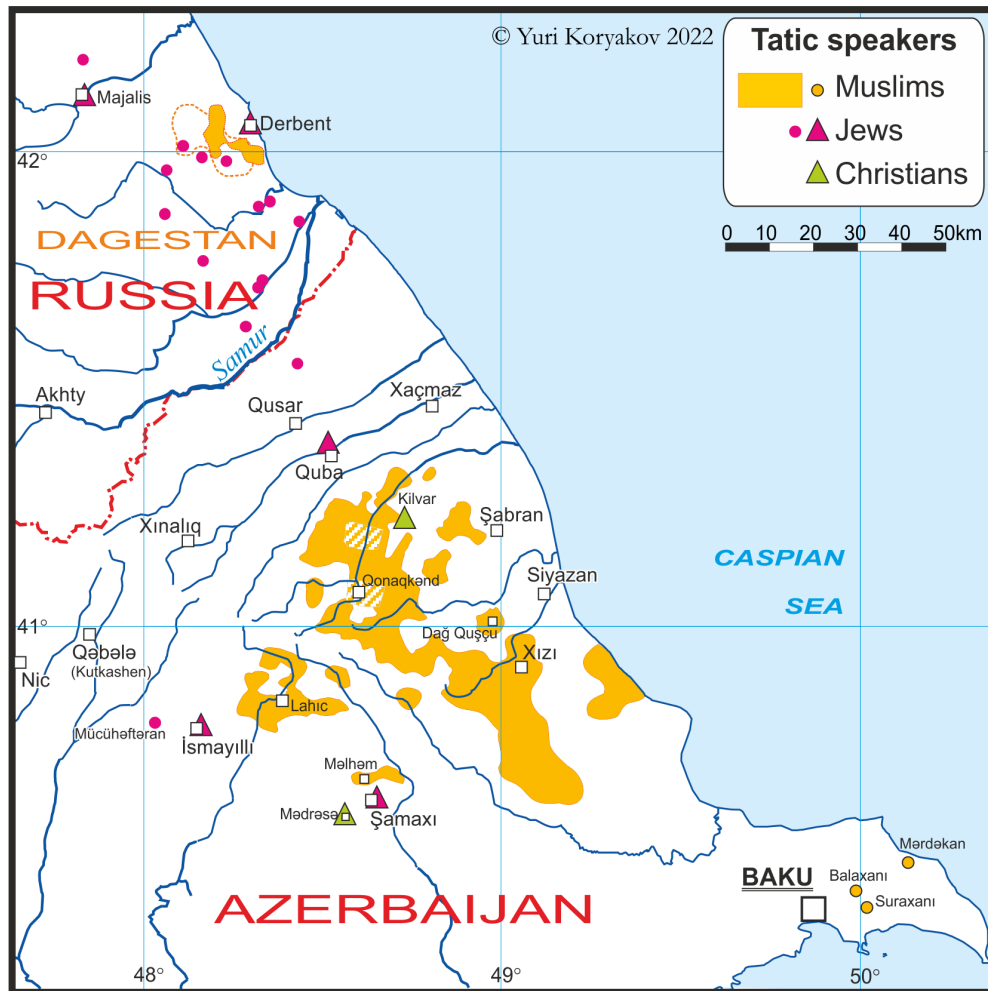 © Yuri Koryakov 2022
Tatic speakers
Muslims
Jews
Christians
0 10 20 30 40 50km
Majalis
Derbent
42°
DAGESTAN
RUSSIA
Samur
Akhty
Xaçmaz
Qusar
Quba
Kilvar
Şabran
Xınalıq
CASPIAN
SEA
Qonaqkənd
Siyazan
41°
Dağ Quşçu
Qəbələ
(Kutkashen)
Xızı
Nic
Lahıc
Mücühəftəran
İsmayıllı
Məlhəm
Mədrəsə
Şamaxı
Mərdəkan
BAKU
Balaxanı
Suraxanı
AZERBAIJAN
48° 49° 50°